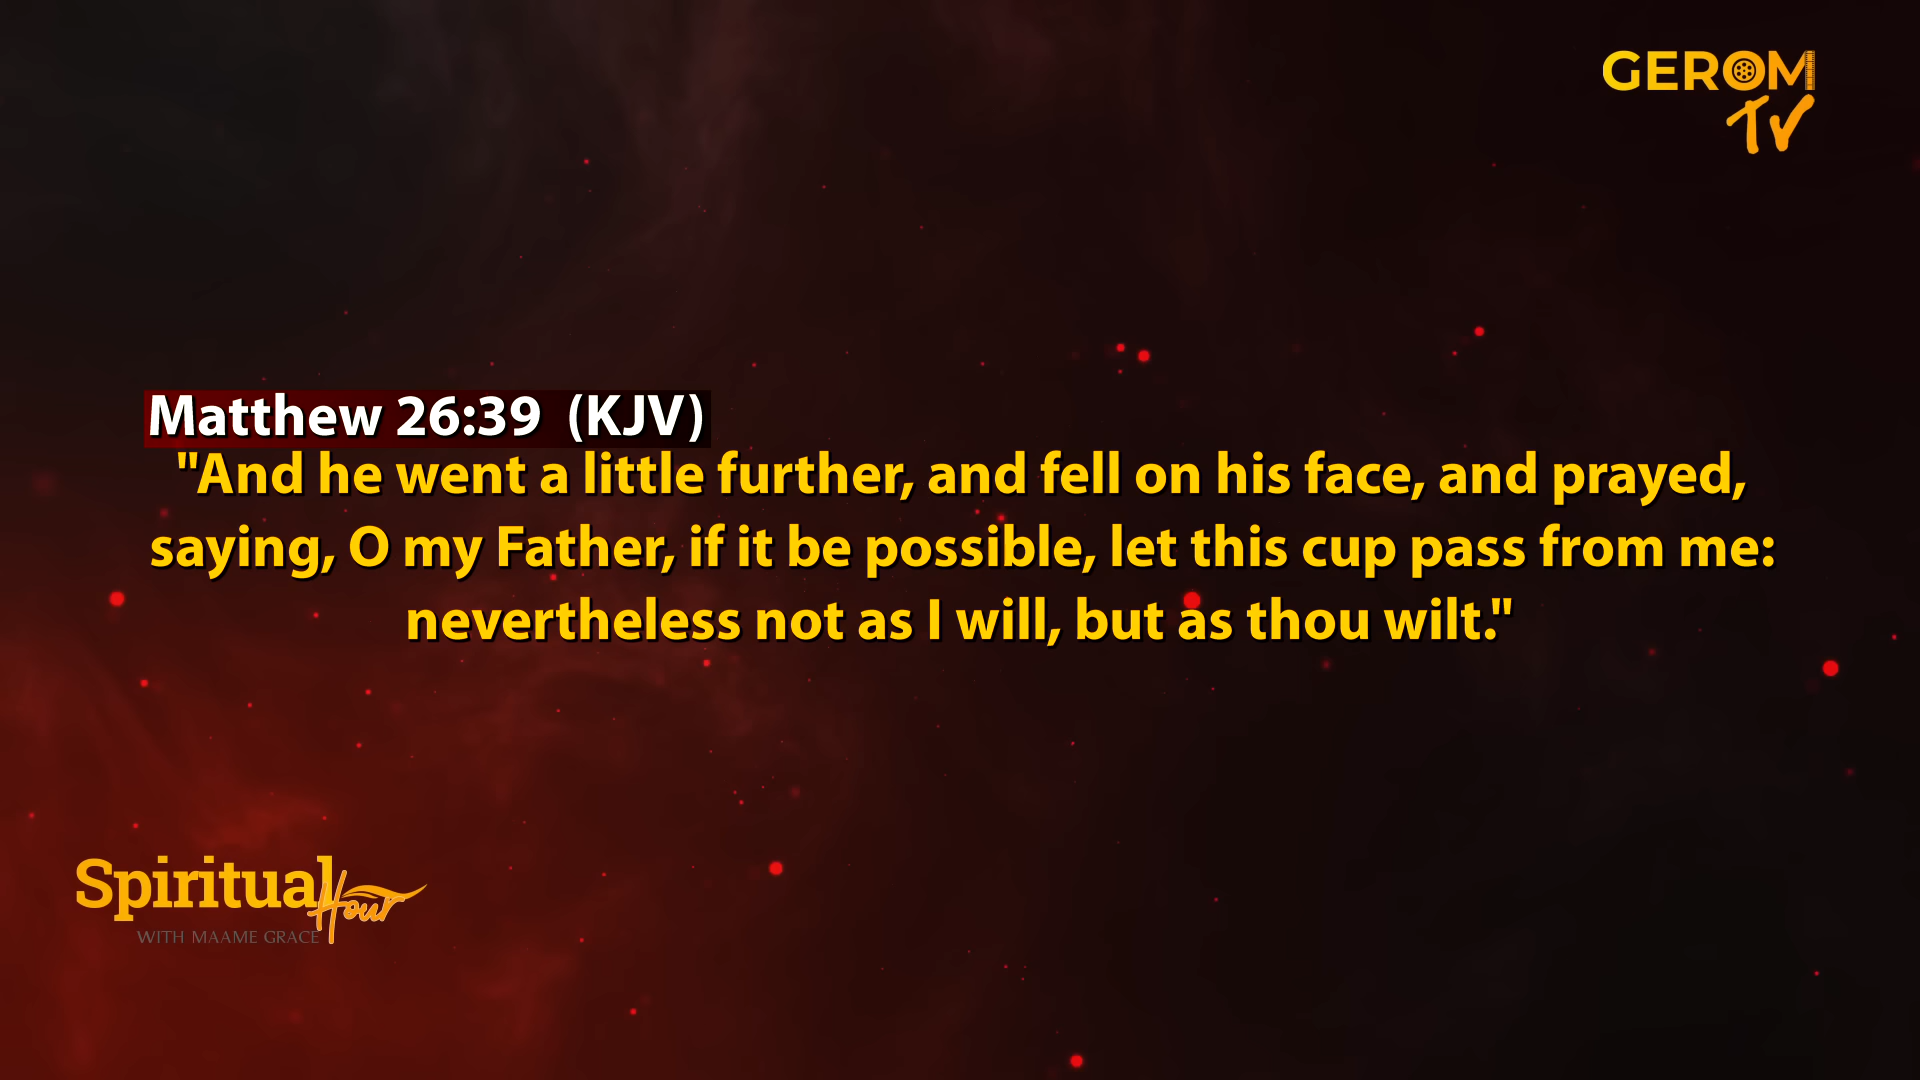 GEROM
TV
Matthew 26:39 (KJV)
"And he went a little further, and fell on his face, and prayed,
saying, O my Father, if it be possible, let this cup pass from me:
nevertheless not as I will, but as thou wilt."
Spiritual
Hour
WITH MAAME GRACE